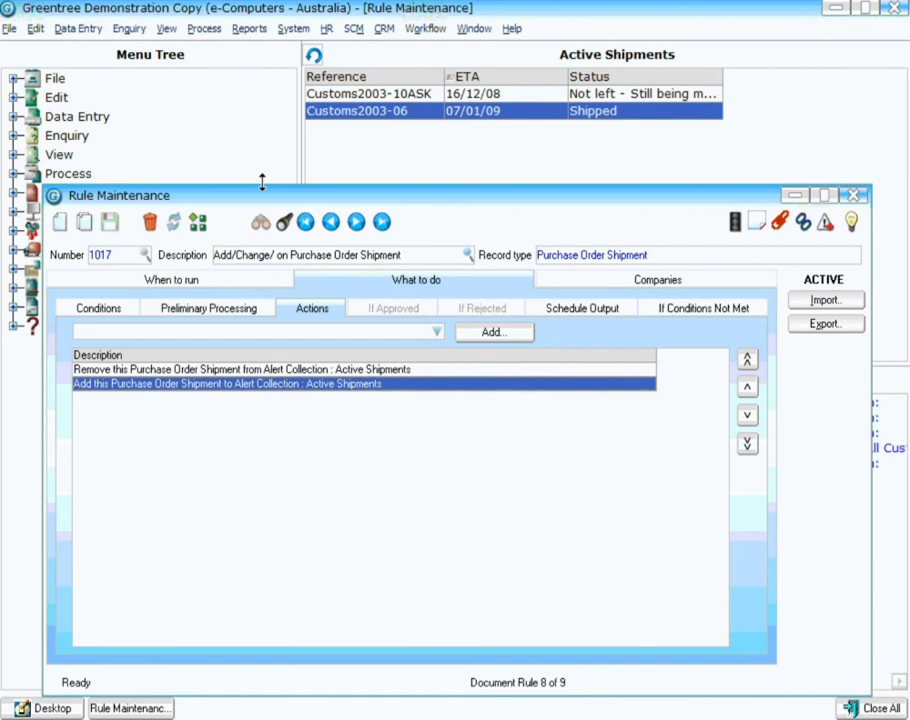 Greentree Demonstration Copy (e-Computers - Australia) - [Rule Maintenance]
File Edit Data Entry Enquiry View Process Reports System HR SCM CRM Workflow Window Help
Menu Tree
Active Shipments
File
Edit
Data Entry
Enquiry
View
Process
Reference ETA Status
Customs2003-10ASK 16/12/08 Not left - Still being m...
Customs2003-06 07/01/09 Shipped
Rule Maintenance
Number 1017 Description Add/Change/ on Purchase Order Shipment Record type Purchase Order Shipment
When to run What to do Companies ACTIVE
Import..
Conditions Preliminary Processing Actions If Approved If Rejected Schedule Output If Conditions Not Met
Export..
Add...
Description
Remove this Purchase Order Shipment from Alert Collection : Active Shipments
Add this Purchase Order Shipment to Alert Collection : Active Shipments
ll Cus
Ready Document Rule 8 of 9
Desktop Rule Maintenanc... Close All